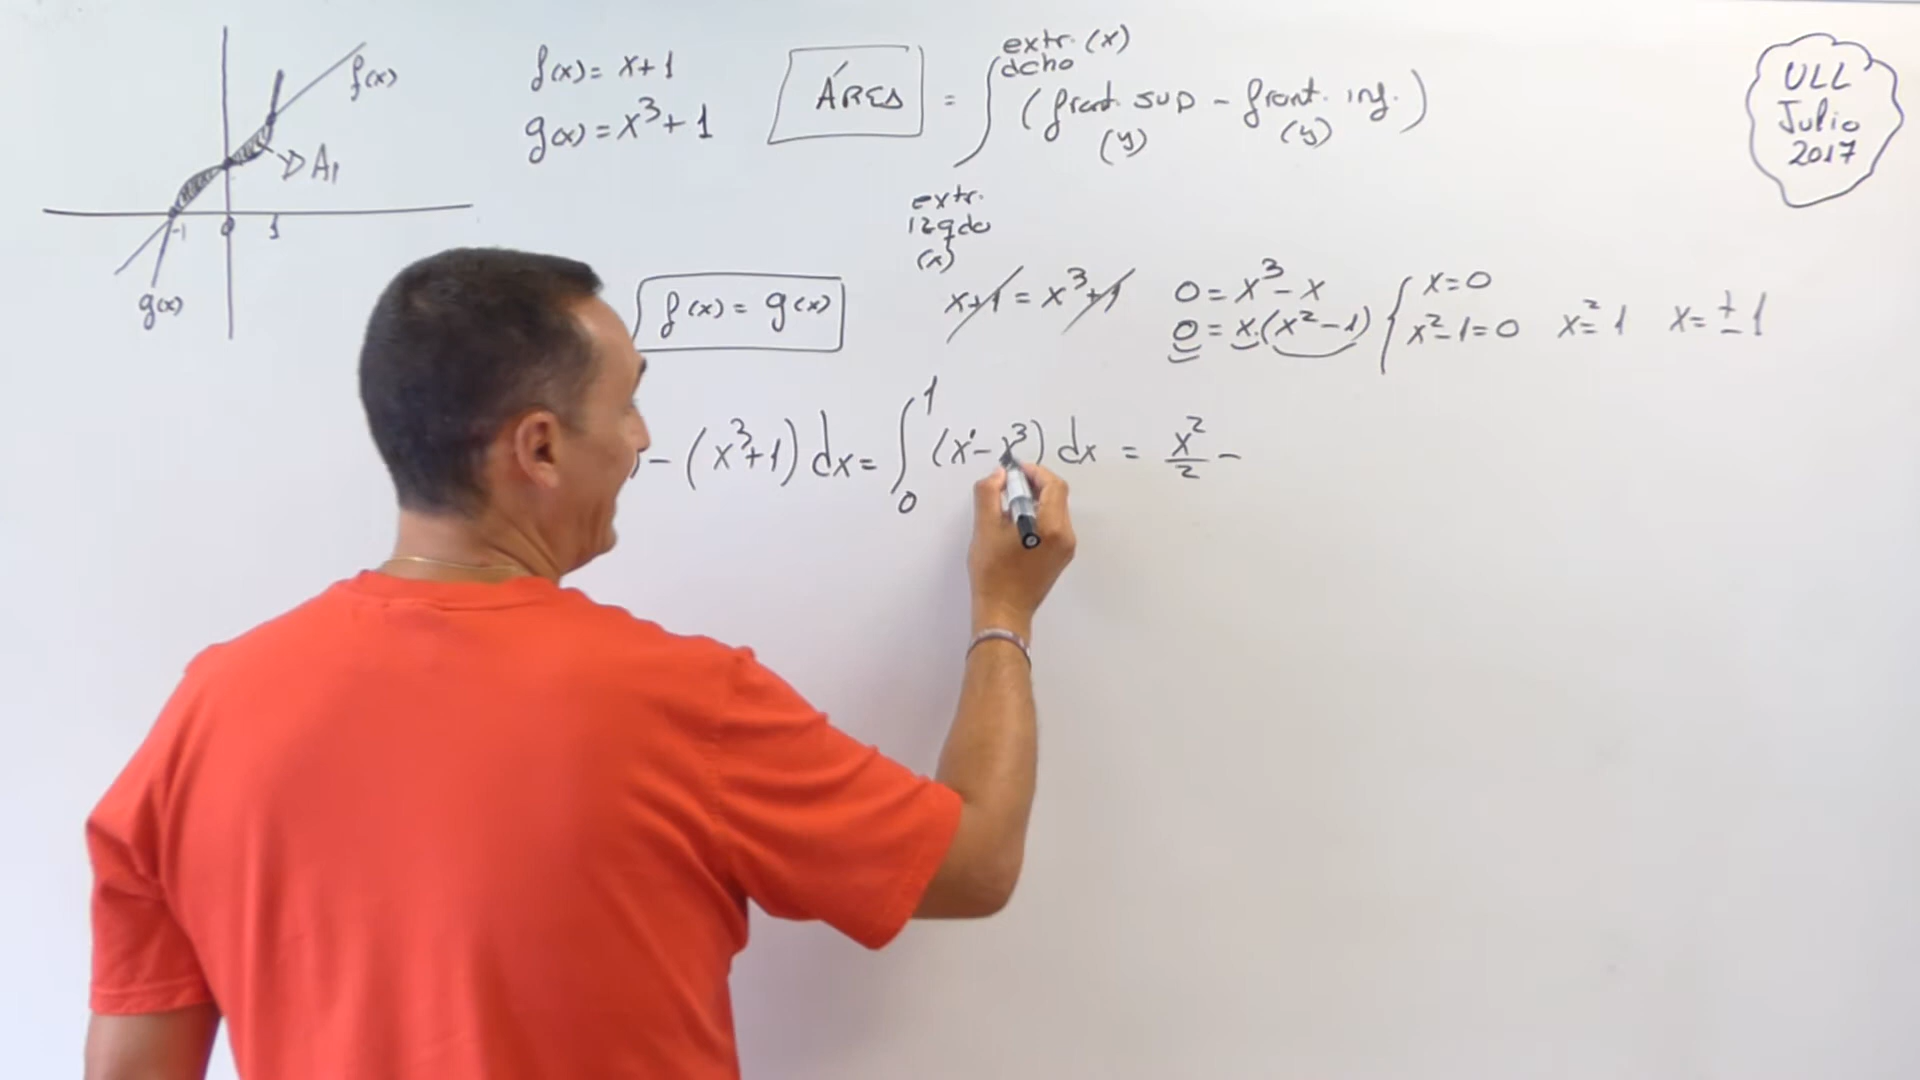 f(x)
A1
-1 0 1
g(x)
f(x) = x+1
g(x) = x³+1
ÁREA = ∫ (front. sup - front. inf.)
extr. (x)
dcho
(y) (y)
extr.
izqdo
(x)
ULL
Julio
2017
f(x) = g(x)
x+1 = x³+1
0 = x³-x
0 = x.(x²-1)
x=0
x²-1=0 x²=1 x=±1
) - (x³+1) dx = ∫₀¹ (x-x³) dx = x²/2 -